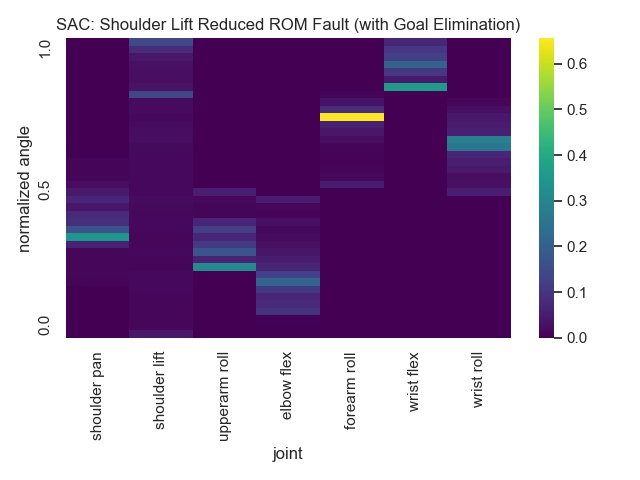 SAC: Shoulder Lift Reduced ROM Fault (with Goal Elimination)
normalized angle
1.0
0.5
0.0
shoulder pan
shoulder lift
upperarm roll
elbow flex
forearm roll
wrist flex
wrist roll
joint
0.6
0.5
0.4
0.3
0.2
0.1
0.0